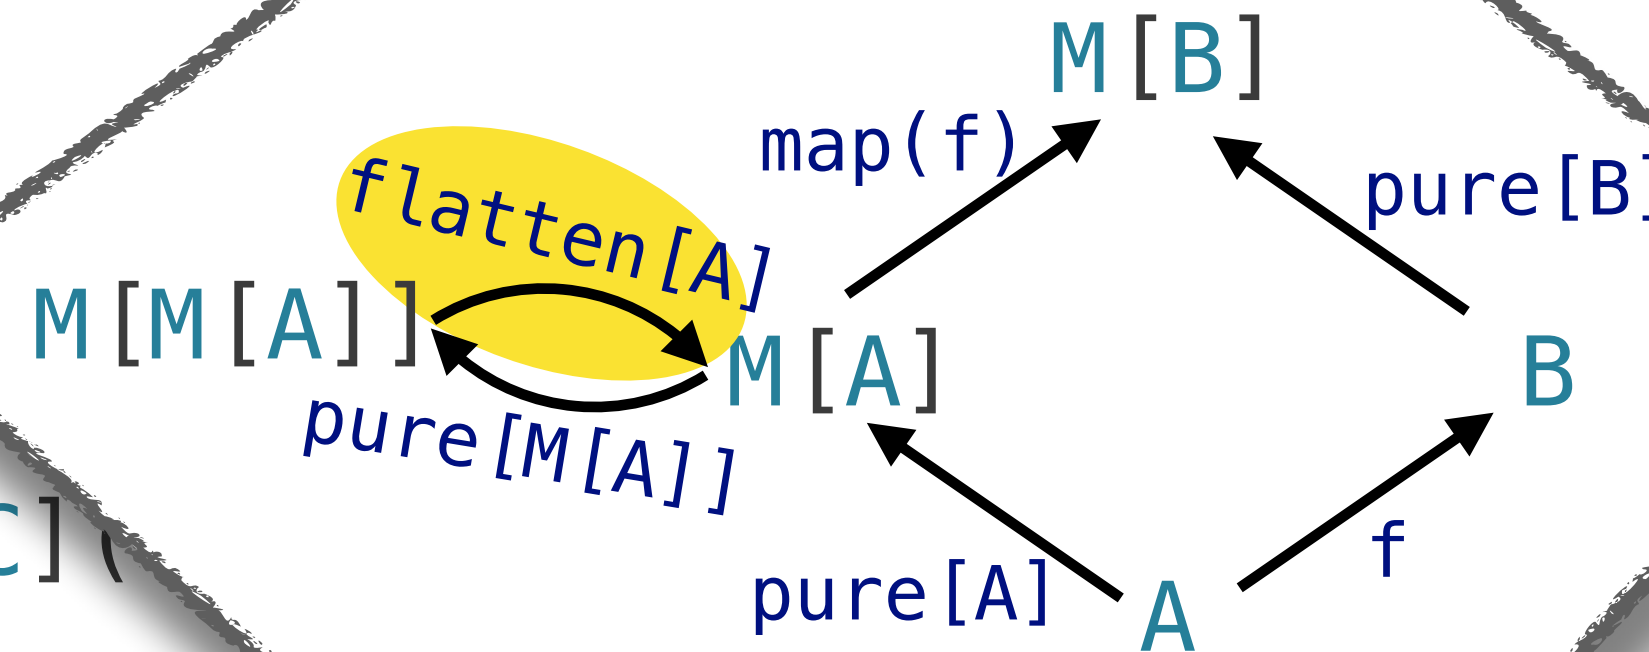 M[B]
map(f)
pure[B]
flatten[A]
M[M[A]]
M[A]
B
pure[M[A]]
C](
f
pure[A]
A